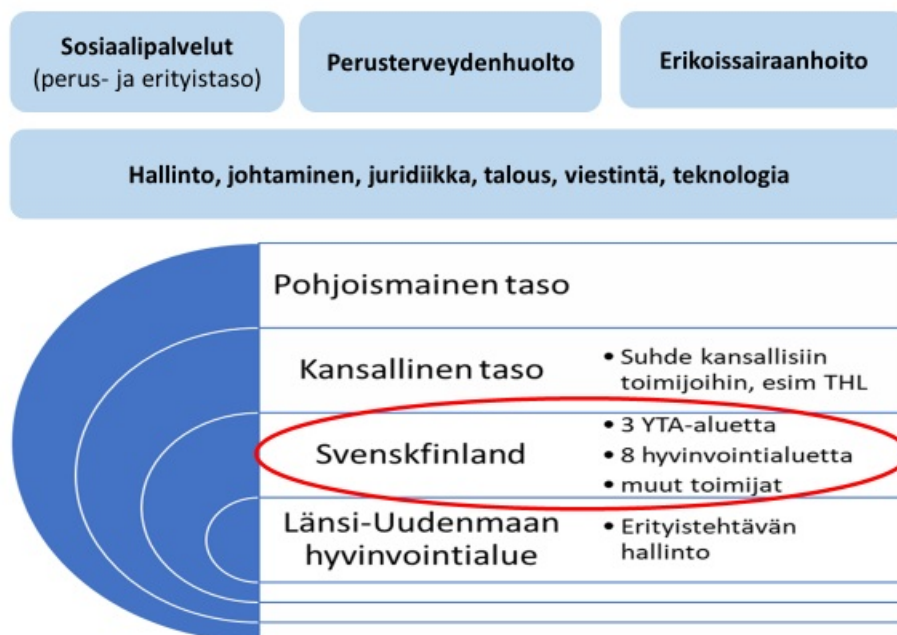 Sosiaalipalvelut
(perus- ja erityistaso)
Perusterveydenhuolto
Erikoissairaanhoito
Hallinto, johtaminen, juridiikka, talous, viestintä, teknologia
Pohjoismainen taso
Kansallinen taso
• Suhde kansallisiin
toimijoihin, esim THL
Svenskfinland
• 3 YTA-aluetta
• 8 hyvinvointialuetta
• muut toimijat
Länsi-Uudenmaan
hyvinvointialue
• Erityistehtävän
hallinto